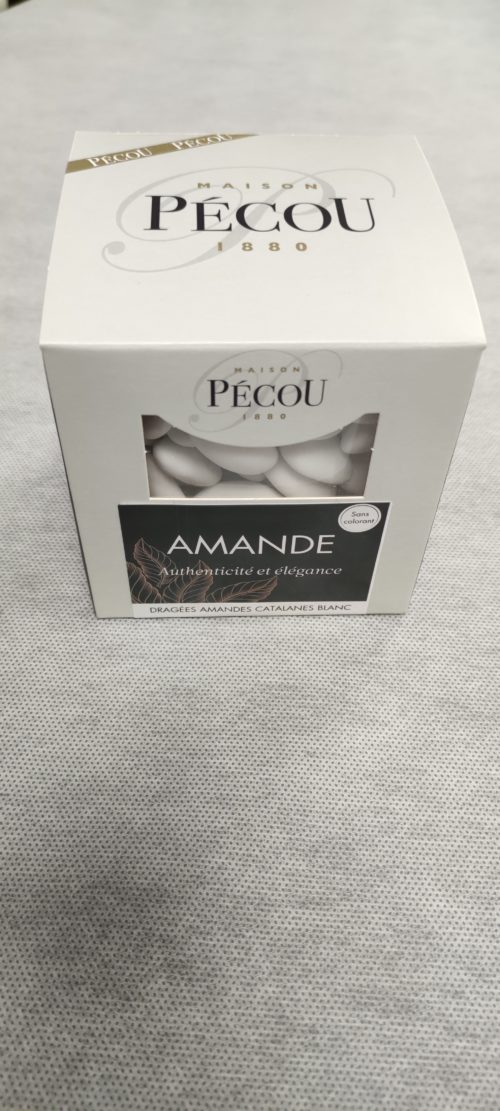 PÉCOU PÉCOU
MAISON
PÉCOU
1880
MAISON
PÉCOU
1880
Sans
colorant
AMANDE
Authenticité et élégance
DRAGÉES AMANDES CATALANES BLANC